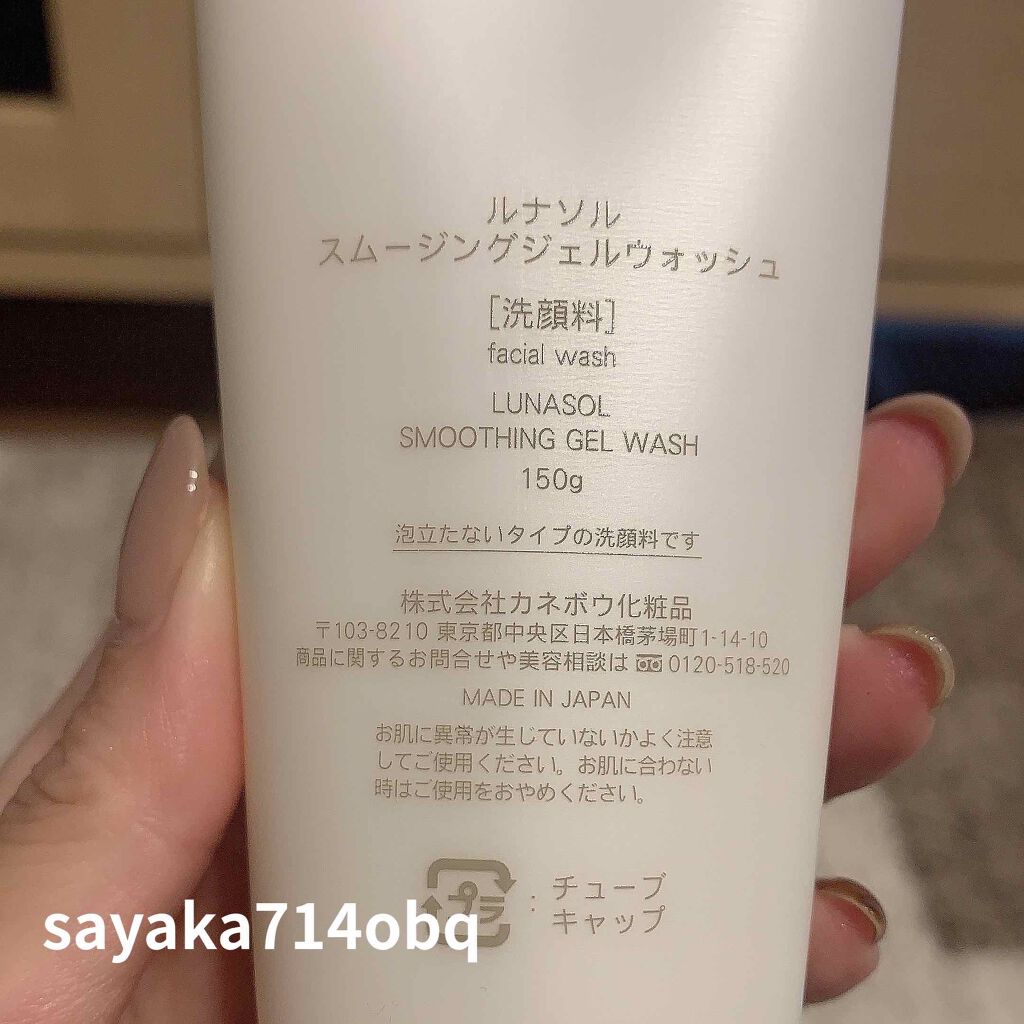 ルナソル
スムージングジェルウォッシュ
[洗顔料]
facial wash
LUNASOL
SMOOTHING GEL WASH
150g
泡立たないタイプの洗顔料です
株式会社カネボウ化粧品
〒103-8210 東京都中央区日本橋茅場町1-14-10
商品に関するお問合せや美容相談は 0120-518-520
MADE IN JAPAN
お肌に異常が生じていないかよく注意
してご使用ください。お肌に合わない
時はご使用をおやめください。
プラ : チューブ
キャップ
sayaka714obq